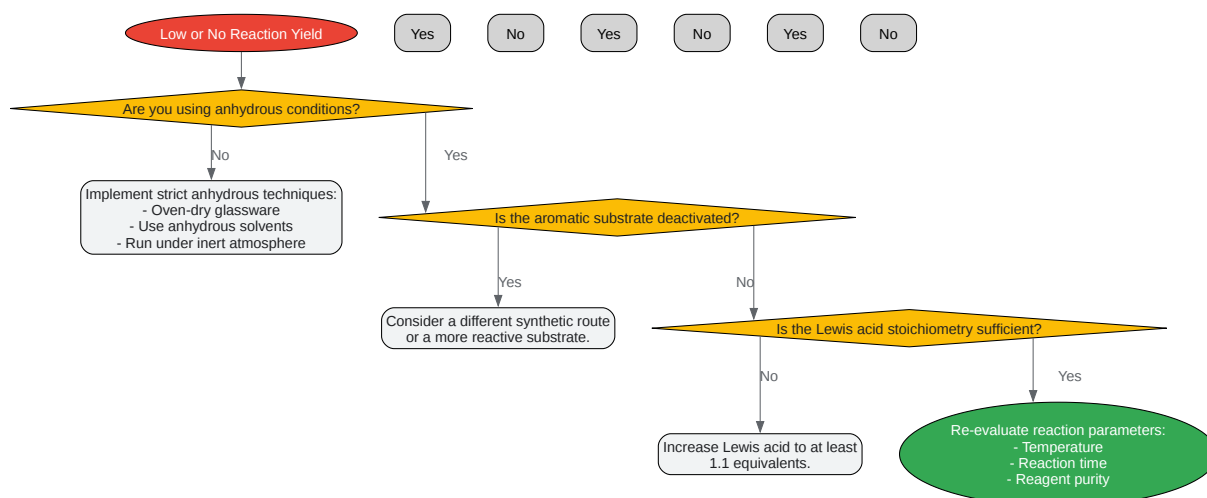 Low or No Reaction Yield
Yes
No
Yes
No
Yes
No
Are you using anhydrous conditions?
No
Yes
Implement strict anhydrous techniques:
- Oven-dry glassware
- Use anhydrous solvents
- Run under inert atmosphere
Is the aromatic substrate deactivated?
Yes
No
Consider a different synthetic route
or a more reactive substrate.
Is the Lewis acid stoichiometry sufficient?
No
Yes
Increase Lewis acid to at least
1.1 equivalents.
Re-evaluate reaction parameters:
- Temperature
- Reaction time
- Reagent purity